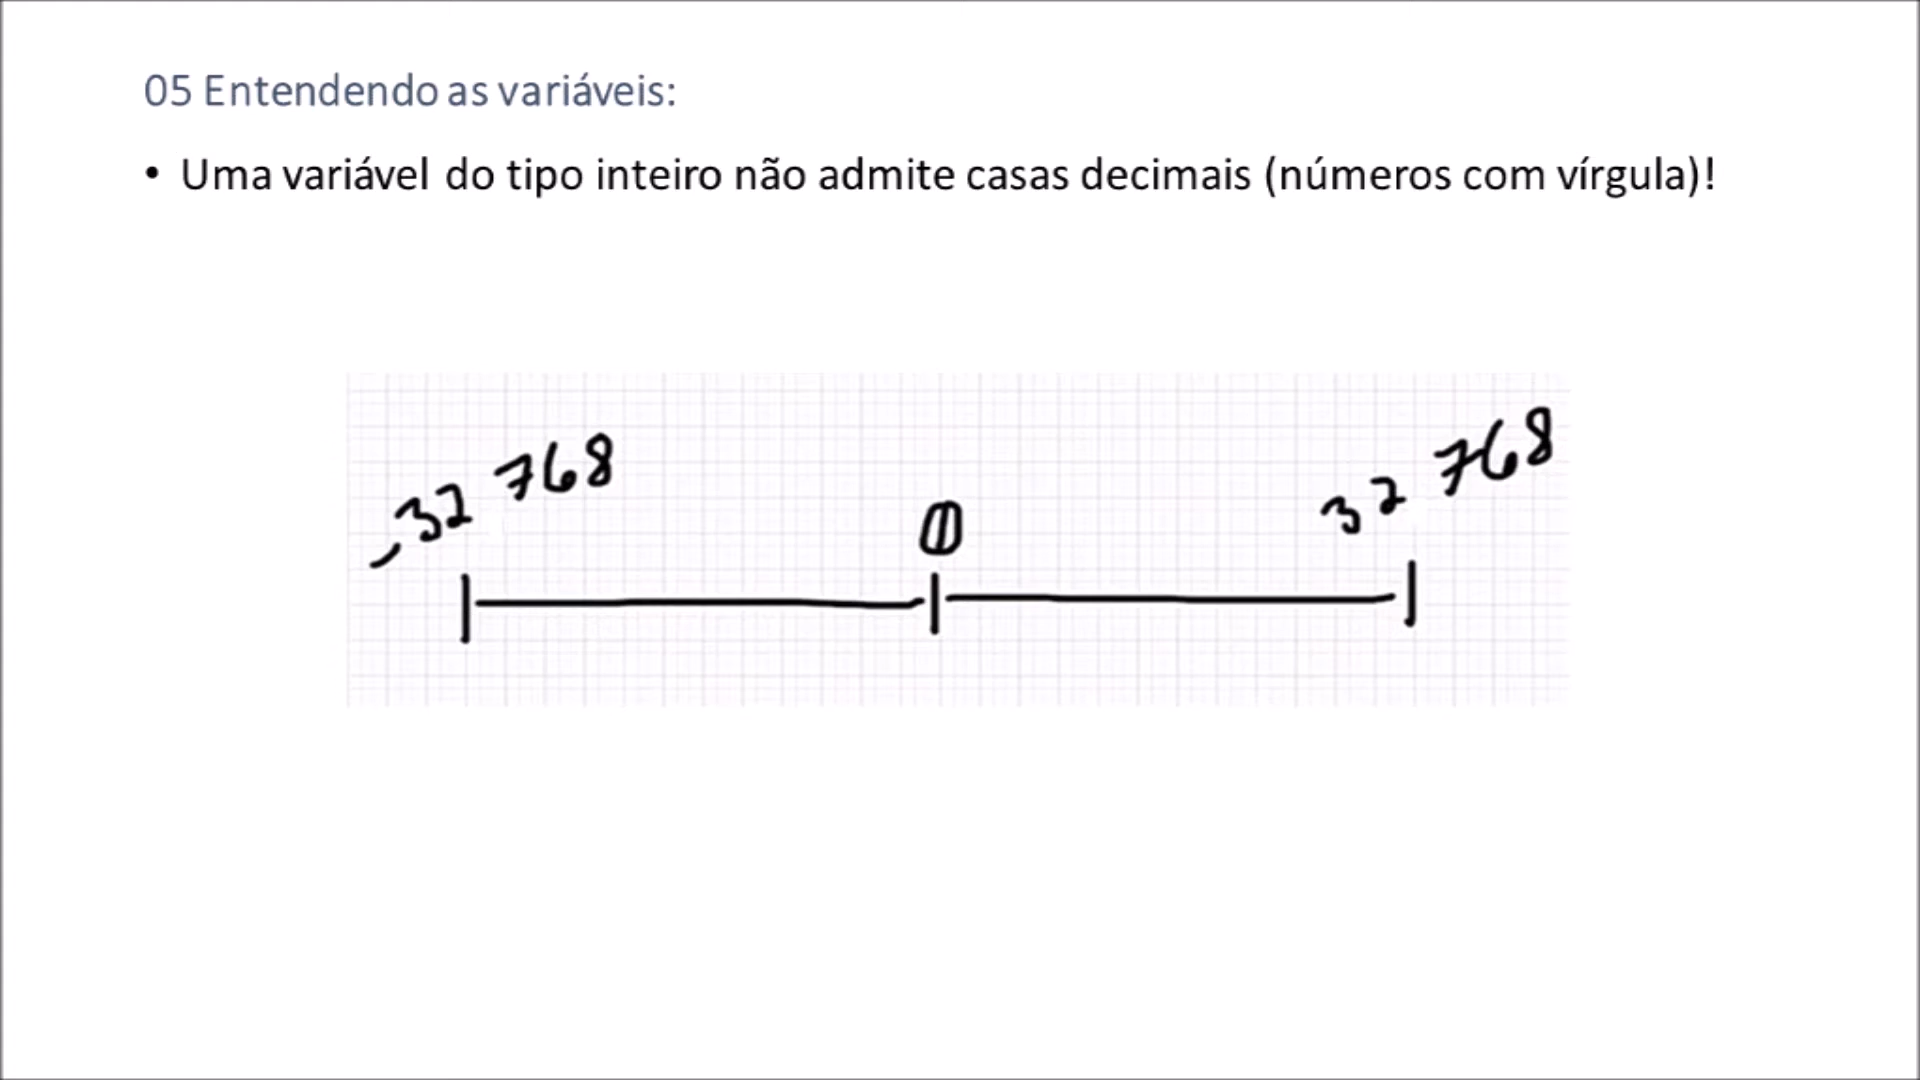 05 Entendendo as variáveis:
• Uma variável do tipo inteiro não admite casas decimais (números com vírgula)!
-32 768
0
32 768